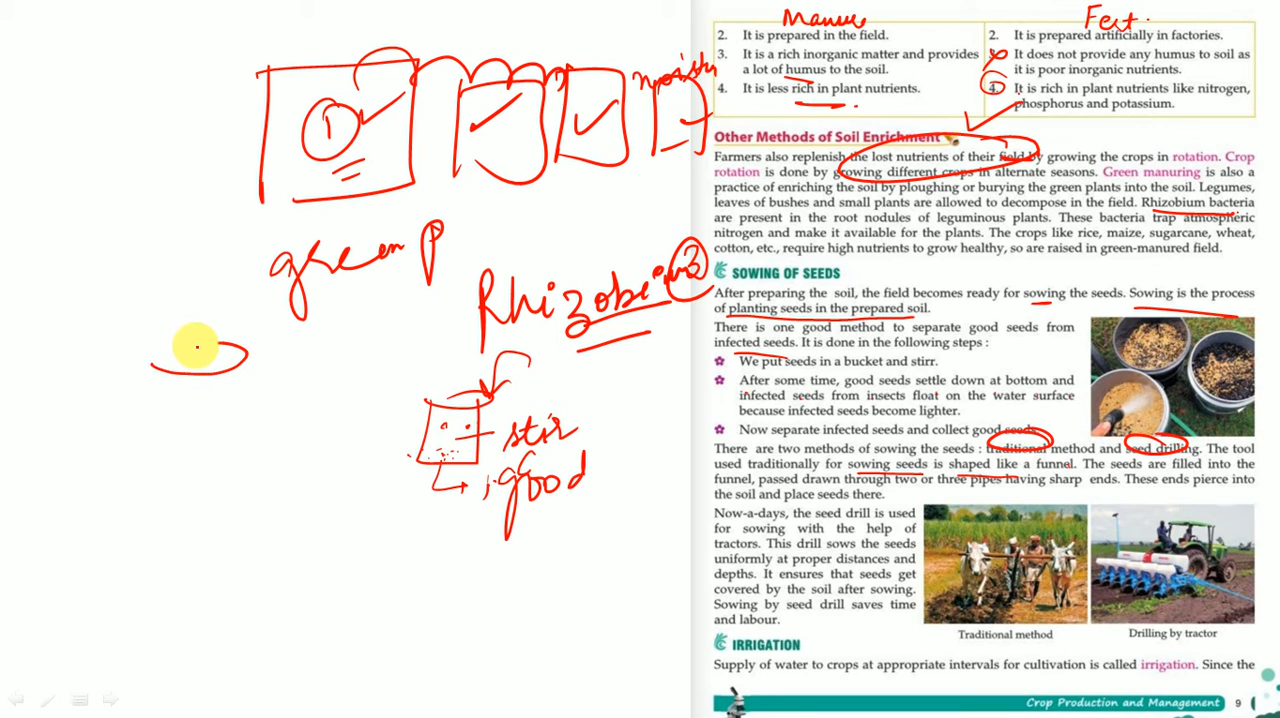 1
moistu
green P
Rhizobium
3
stir
good
Manure
Fert.
2. It is prepared in the field.
3. It is a rich inorganic matter and provides
a lot of humus to the soil.
4. It is less rich in plant nutrients.
2. It is prepared artificially in factories.
It does not provide any humus to soil as
it is poor inorganic nutrients.
4. It is rich in plant nutrients like nitrogen,
phosphorus and potassium.
Other Methods of Soil Enrichment
Farmers also replenish the lost nutrients of their field by growing the crops in rotation. Crop
rotation is done by growing different crops in alternate seasons. Green manuring is also a
practice of enriching the soil by ploughing or burying the green plants into the soil. Legumes,
leaves of bushes and small plants are allowed to decompose in the field. Rhizobium bacteria
are present in the root nodules of leguminous plants. These bacteria trap atmospheric
nitrogen and make it available for the plants. The crops like rice, maize, sugarcane, wheat,
cotton, etc., require high nutrients to grow healthy, so are raised in green-manured field.
SOWING OF SEEDS
After preparing the soil, the field becomes ready for sowing the seeds. Sowing is the process
of planting seeds in the prepared soil.
There is one good method to separate good seeds from
infected seeds. It is done in the following steps :
We put seeds in a bucket and stirr.
After some time, good seeds settle down at bottom and
infected seeds from insects float on the water surface
because infected seeds become lighter.
Now separate infected seeds and collect good seeds.
There are two methods of sowing the seeds : traditional method and seed drilling. The tool
used traditionally for sowing seeds is shaped like a funnel. The seeds are filled into the
funnel, passed drawn through two or three pipes having sharp ends. These ends pierce into
the soil and place seeds there.
Now-a-days, the seed drill is used
for sowing with the help of
tractors. This drill sows the seeds
uniformly at proper distances and
depths. It ensures that seeds get
covered by the soil after sowing.
Sowing by seed drill saves time
and labour.
Traditional method
Drilling by tractor
IRRIGATION
Supply of water to crops at appropriate intervals for cultivation is called irrigation. Since the
Crop Production and Management 9